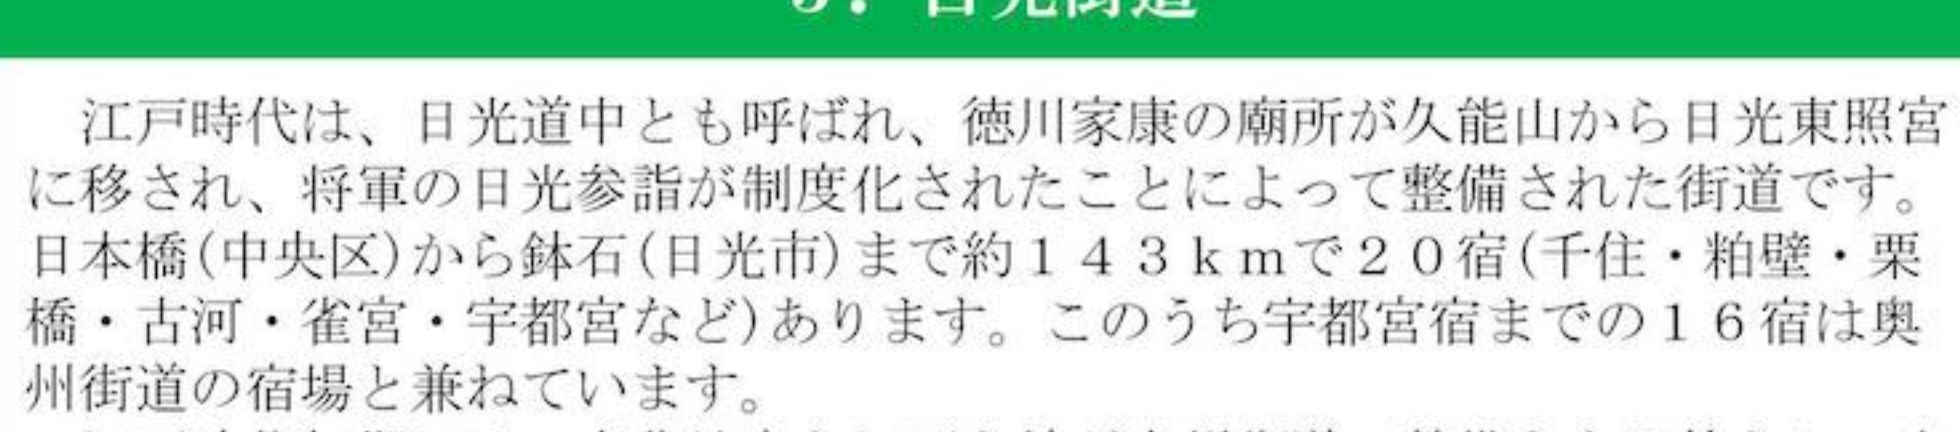 日光街道
江戸時代は、日光道中とも呼ばれ、徳川家康の廟所が久能山から日光東照宮
に移され、将軍の日光参詣が制度化されたことによって整備された街道です。
日本橋(中央区)から鉢石(日光市)まで約143kmで20宿(千住・粕壁・栗
橋・古河・雀宮・宇都宮など)あります。このうち宇都宮宿までの16宿は奥
州街道の宿場と兼ねています。